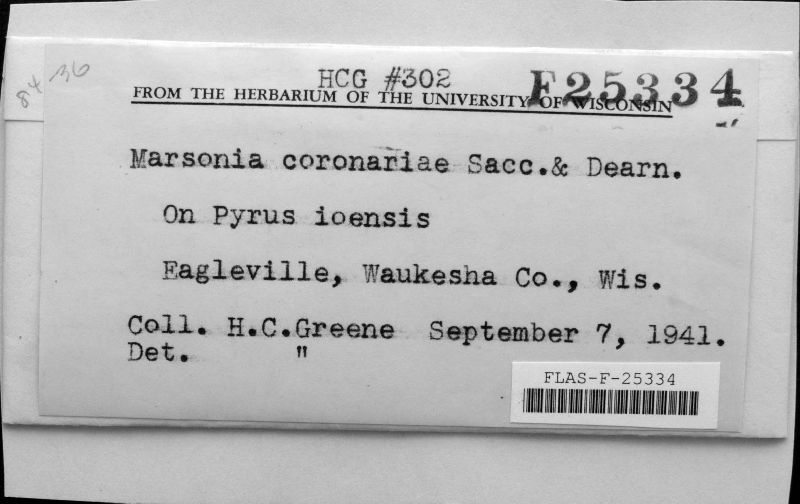 84 36
HCG #302
F25334
FROM THE HERBARIUM OF THE UNIVERSITY OF WISCONSIN
Marsonia coronariae Sacc.& Dearn.
On Pyrus ioensis
Eagleville, Waukesha Co., Wis.
Coll. H.C.Greene September 7, 1941.
Det. "
FLAS-F-25334